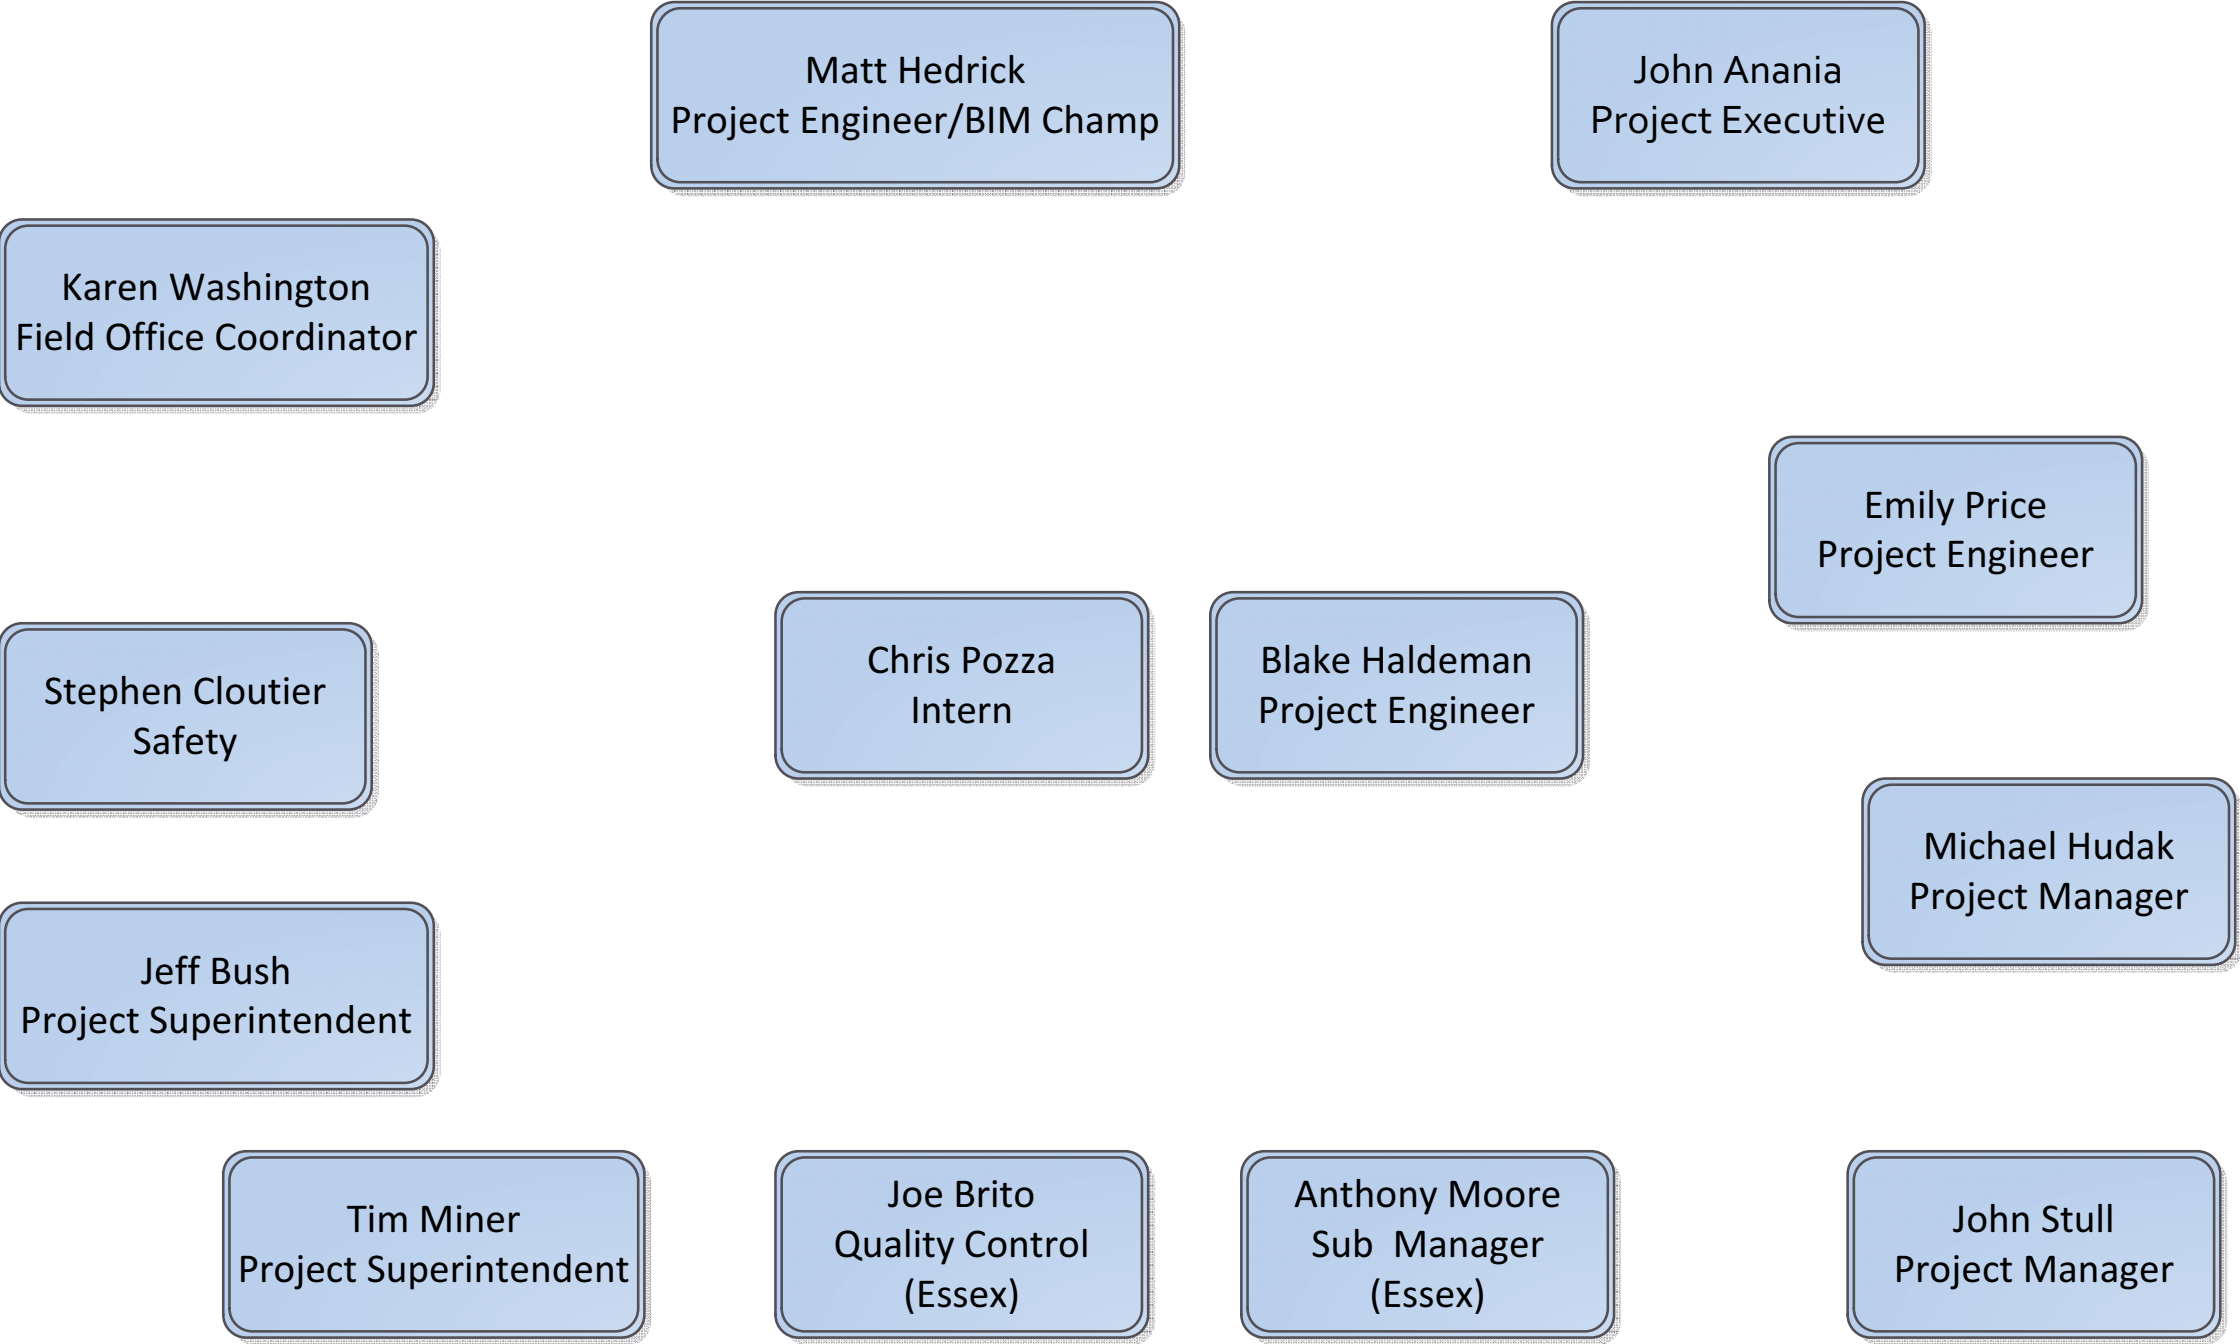 Matt Hedrick
Project Engineer/BIM Champ
John Anania
Project Executive
Karen Washington
Field Office Coordinator
Emily Price
Project Engineer
Chris Pozza
Intern
Blake Haldeman
Project Engineer
Stephen Cloutier
Safety
Michael Hudak
Project Manager
Jeff Bush
Project Superintendent
Tim Miner
Project Superintendent
Joe Brito
Quality Control
(Essex)
Anthony Moore
Sub  Manager
(Essex)
John Stull
Project Manager